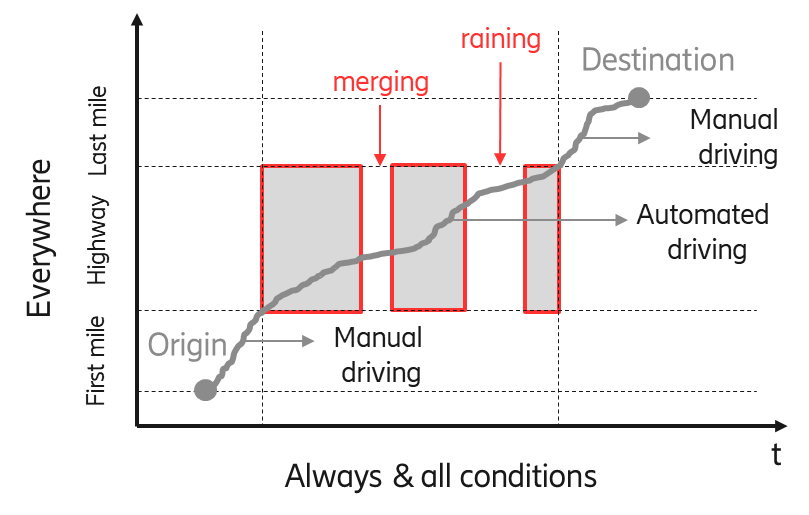 raining
merging
Destination
Manual
driving
Automated
driving
Manual
driving
Origin
Everywhere
Last mile
Highway
First mile
t
Always & all conditions